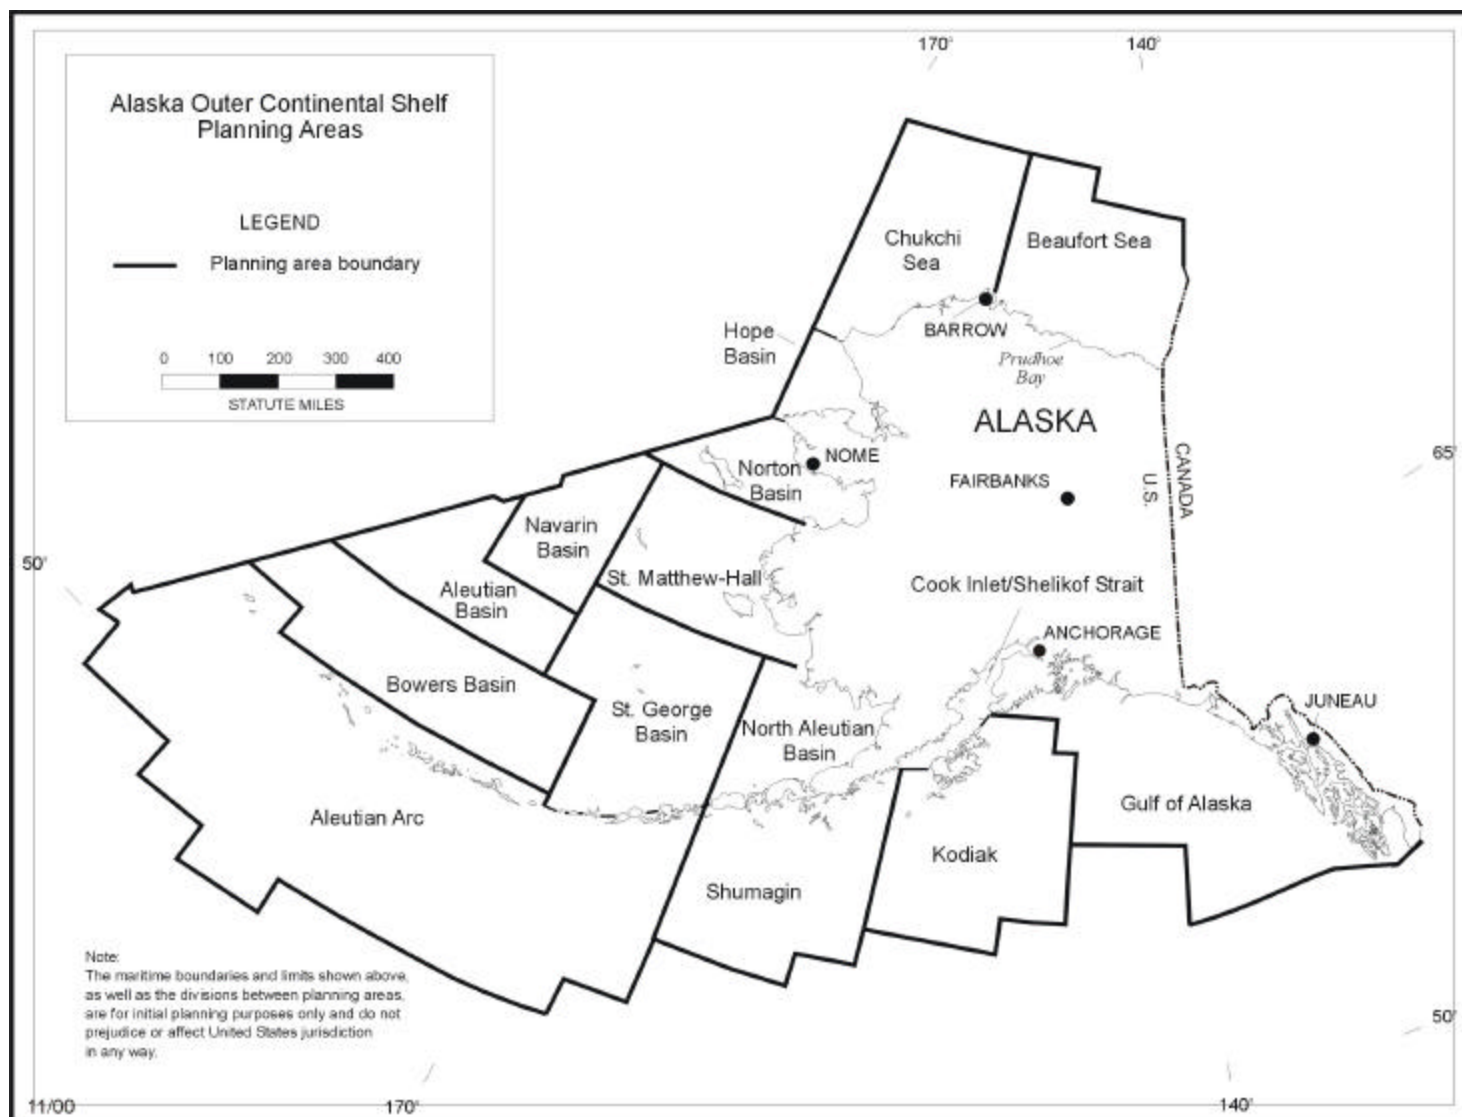 170°
140°
Alaska Outer Continental Shelf
Planning Areas
LEGEND
Planning area boundary
0 100 200 300 400
STATUTE MILES
Chukchi
Sea
Beaufort Sea
BARROW
Prudhoe
Bay
Hope
Basin
ALASKA
NOME
Norton
Basin
FAIRBANKS
CANADA
U.S.
65°
50°
Navarin
Basin
St. Matthew-Hall
Aleutian
Basin
Cook Inlet/Shelikof Strait
ANCHORAGE
Bowers Basin
St. George
Basin
North Aleutian
Basin
JUNEAU
Aleutian Arc
Gulf of Alaska
Kodiak
Shumagin
Note:
The maritime boundaries and limits shown above,
as well as the divisions between planning areas,
are for initial planning purposes only and do not
prejudice or affect United States jurisdiction
in any way.
50°
11/00
170°
140°